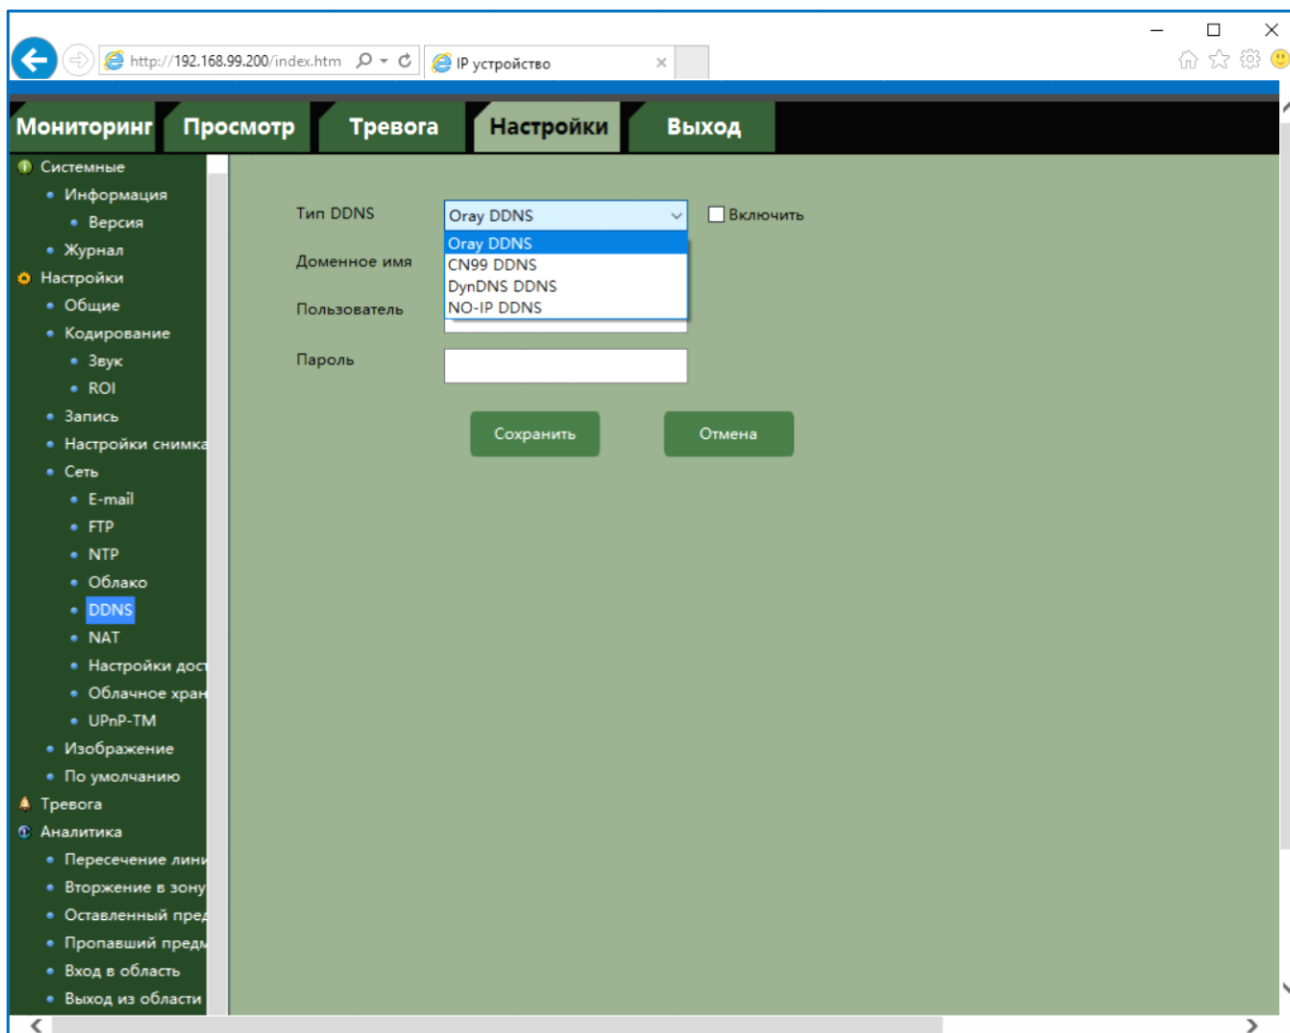 http://192.168.99.200/index.htm
IP устройство
Мониторинг
Просмотр
Тревога
Настройки
Выход
Системные
Информация
Версия
Журнал
Настройки
Общие
Кодирование
Звук
ROI
Запись
Настройки снимка
Сеть
E-mail
FTP
NTP
Облако
DDNS
NAT
Настройки дост
Облачное хран
UPnP-TM
Изображение
По умолчанию
Тревога
Аналитика
Пересечение лини
Вторжение в зону
Оставленный пред
Пропавший предм
Вход в область
Выход из области
Тип DDNS
Oray DDNS
Включить
Oray DDNS
CN99 DDNS
DynDNS DDNS
NO-IP DDNS
Доменное имя
Пользователь
Пароль
Сохранить
Отмена